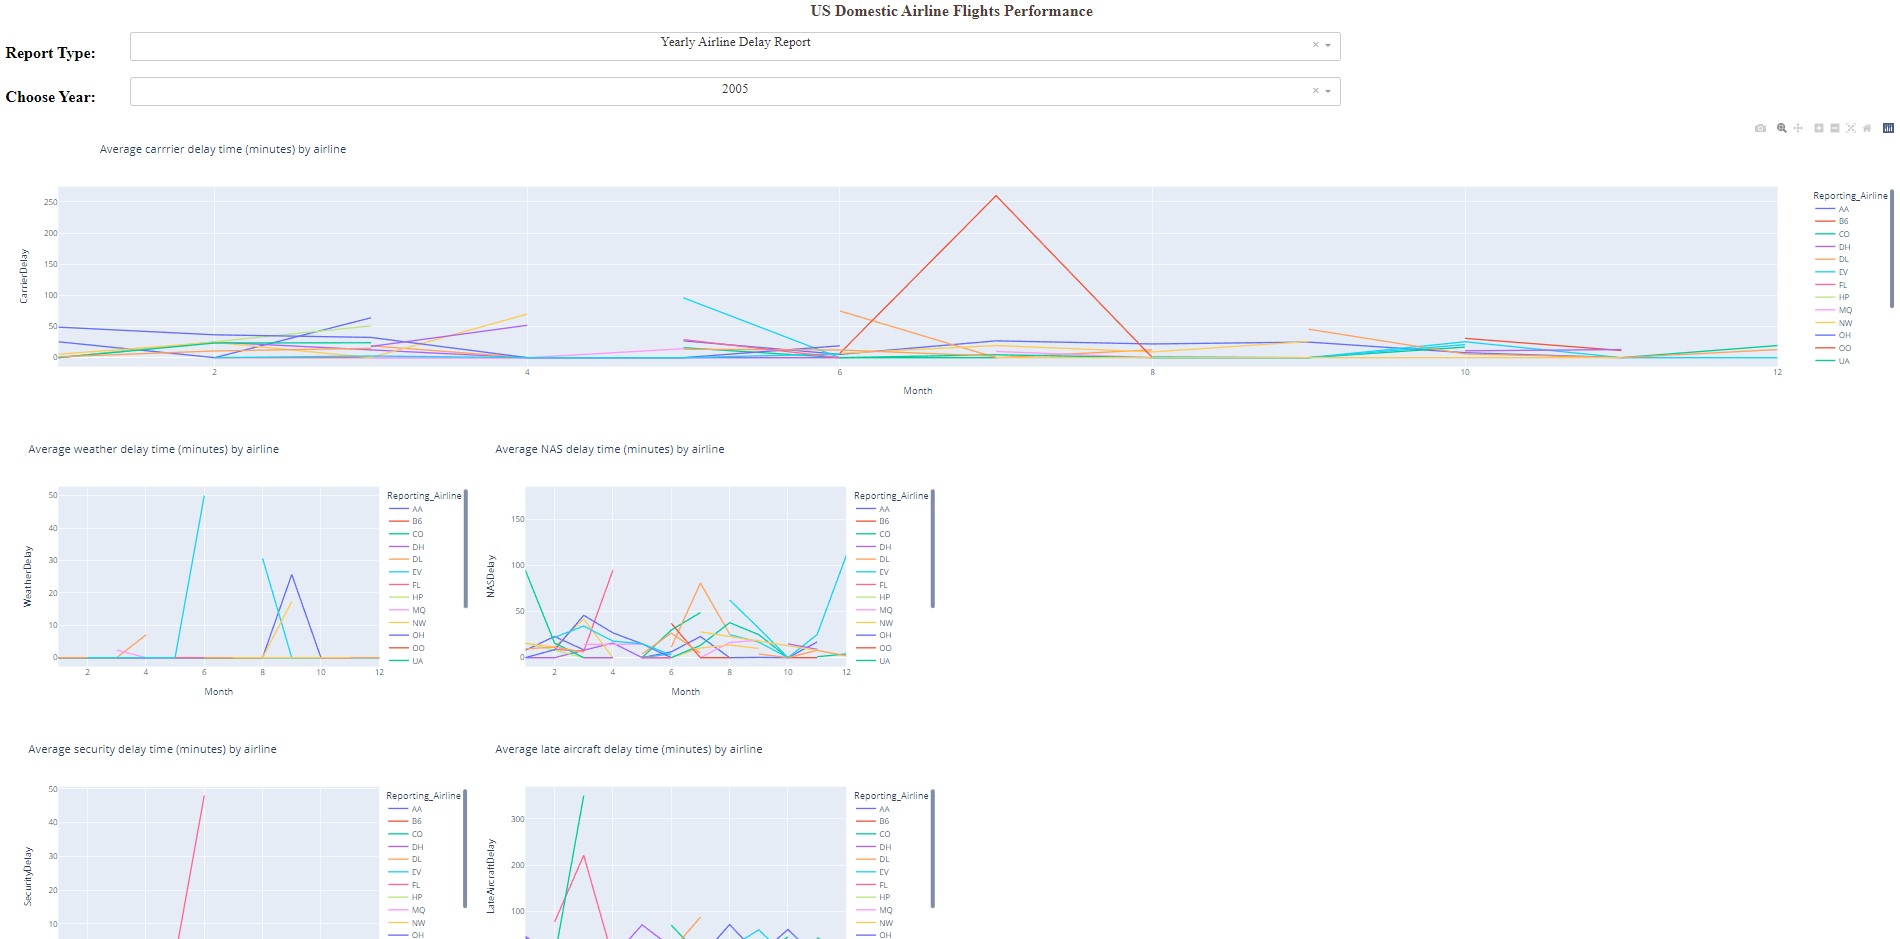 US Domestic Airline Flights Performance
Report Type:
Yearly Airline Delay Report
× 
Choose Year:
2005
×
Average carrrier delay time (minutes) by airline
CarrierDelay
250
200
150
100
50
0
2
4
6
8
10
12
Month
Reporting_Airline
AA
B6
CO
DH
DL
EV
FL
HP
MQ
NW
OH
OO
UA
Average weather delay time (minutes) by airline
WeatherDelay
50
40
30
20
10
0
2
4
6
8
10
12
Month
Reporting_Airline
AA
B6
CO
DH
DL
EV
FL
HP
MQ
NW
OH
OO
UA
Average NAS delay time (minutes) by airline
NASDelay
150
100
50
0
2
4
6
8
10
12
Month
Reporting_Airline
AA
B6
CO
DH
DL
EV
FL
HP
MQ
NW
OH
OO
UA
Average security delay time (minutes) by airline
SecurityDelay
50
40
30
20
10
Reporting_Airline
AA
B6
CO
DH
DL
EV
FL
HP
MQ
NW
OH
Average late aircraft delay time (minutes) by airline
LateAircraftDelay
300
200
100
Reporting_Airline
AA
B6
CO
DH
DL
EV
FL
HP
MQ
NW
OH